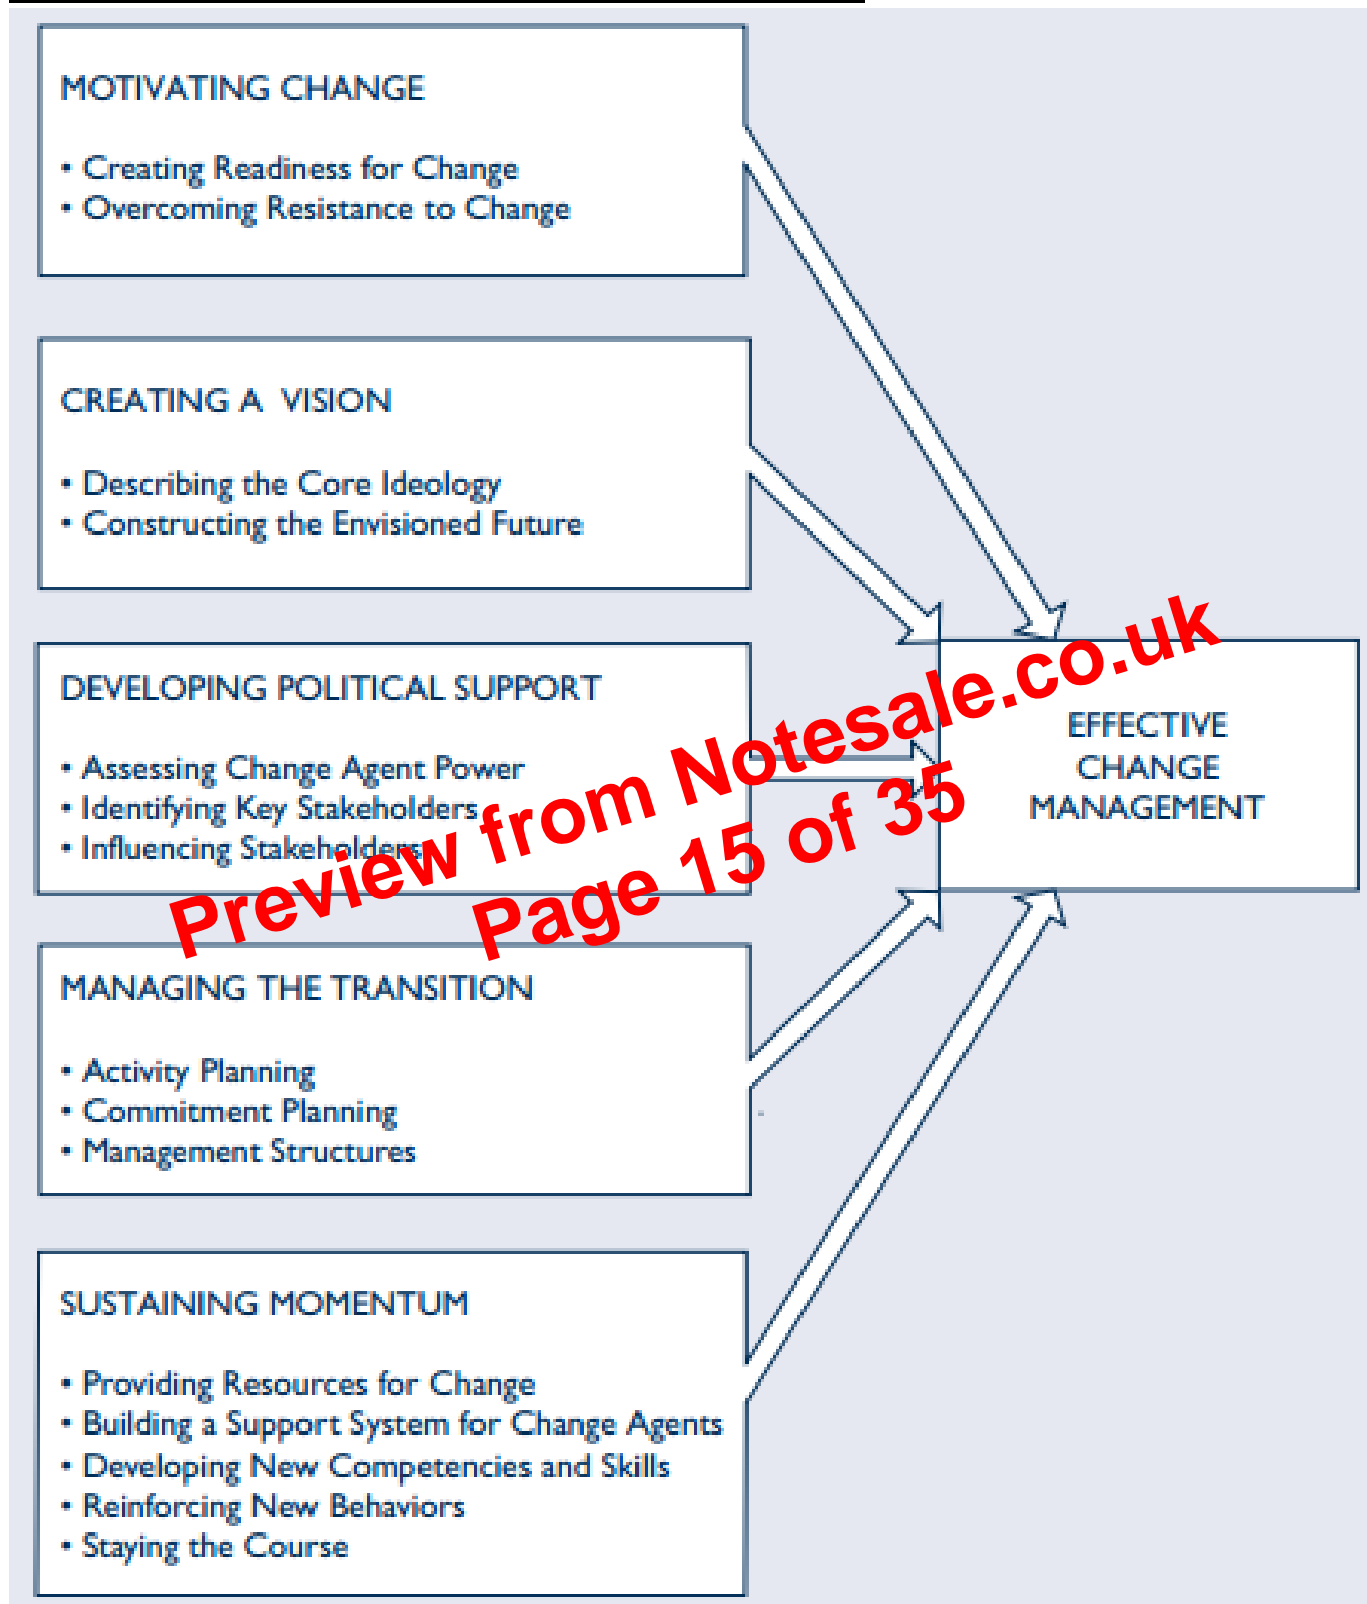 MOTIVATING CHANGE
• Creating Readiness for Change
• Overcoming Resistance to Change
CREATING A VISION
• Describing the Core Ideology
• Constructing the Envisioned Future
DEVELOPING POLITICAL SUPPORT
• Assessing Change Agent Power
• Identifying Key Stakeholders
• Influencing Stakeholders
MANAGING THE TRANSITION
• Activity Planning
• Commitment Planning
• Management Structures
SUSTAINING MOMENTUM
• Providing Resources for Change
• Building a Support System for Change Agents
• Developing New Competencies and Skills
• Reinforcing New Behaviors
• Staying the Course
EFFECTIVE
CHANGE
MANAGEMENT
Preview from Notesale.co.uk
Page 15 of 35